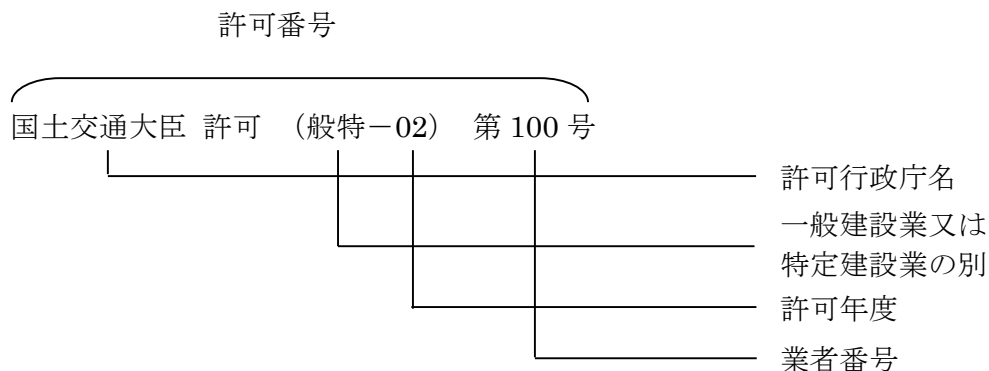 許可番号
国土交通大臣 許可 (般特－02) 第 100 号
許可行政庁名
一般建設業又は
特定建設業の別
許可年度
業者番号